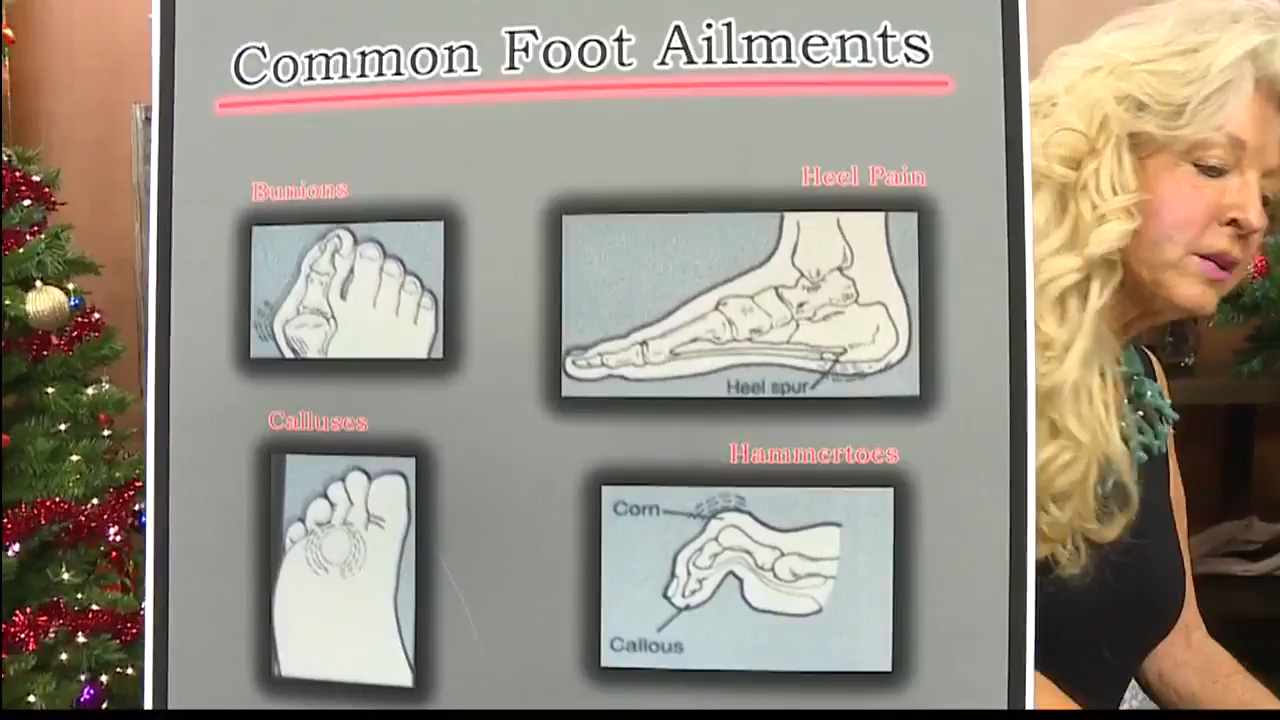 Common Foot Ailments
Bunions
Heel Pain
Heel spur
Calluses
Hammertoes
Corn
Callous